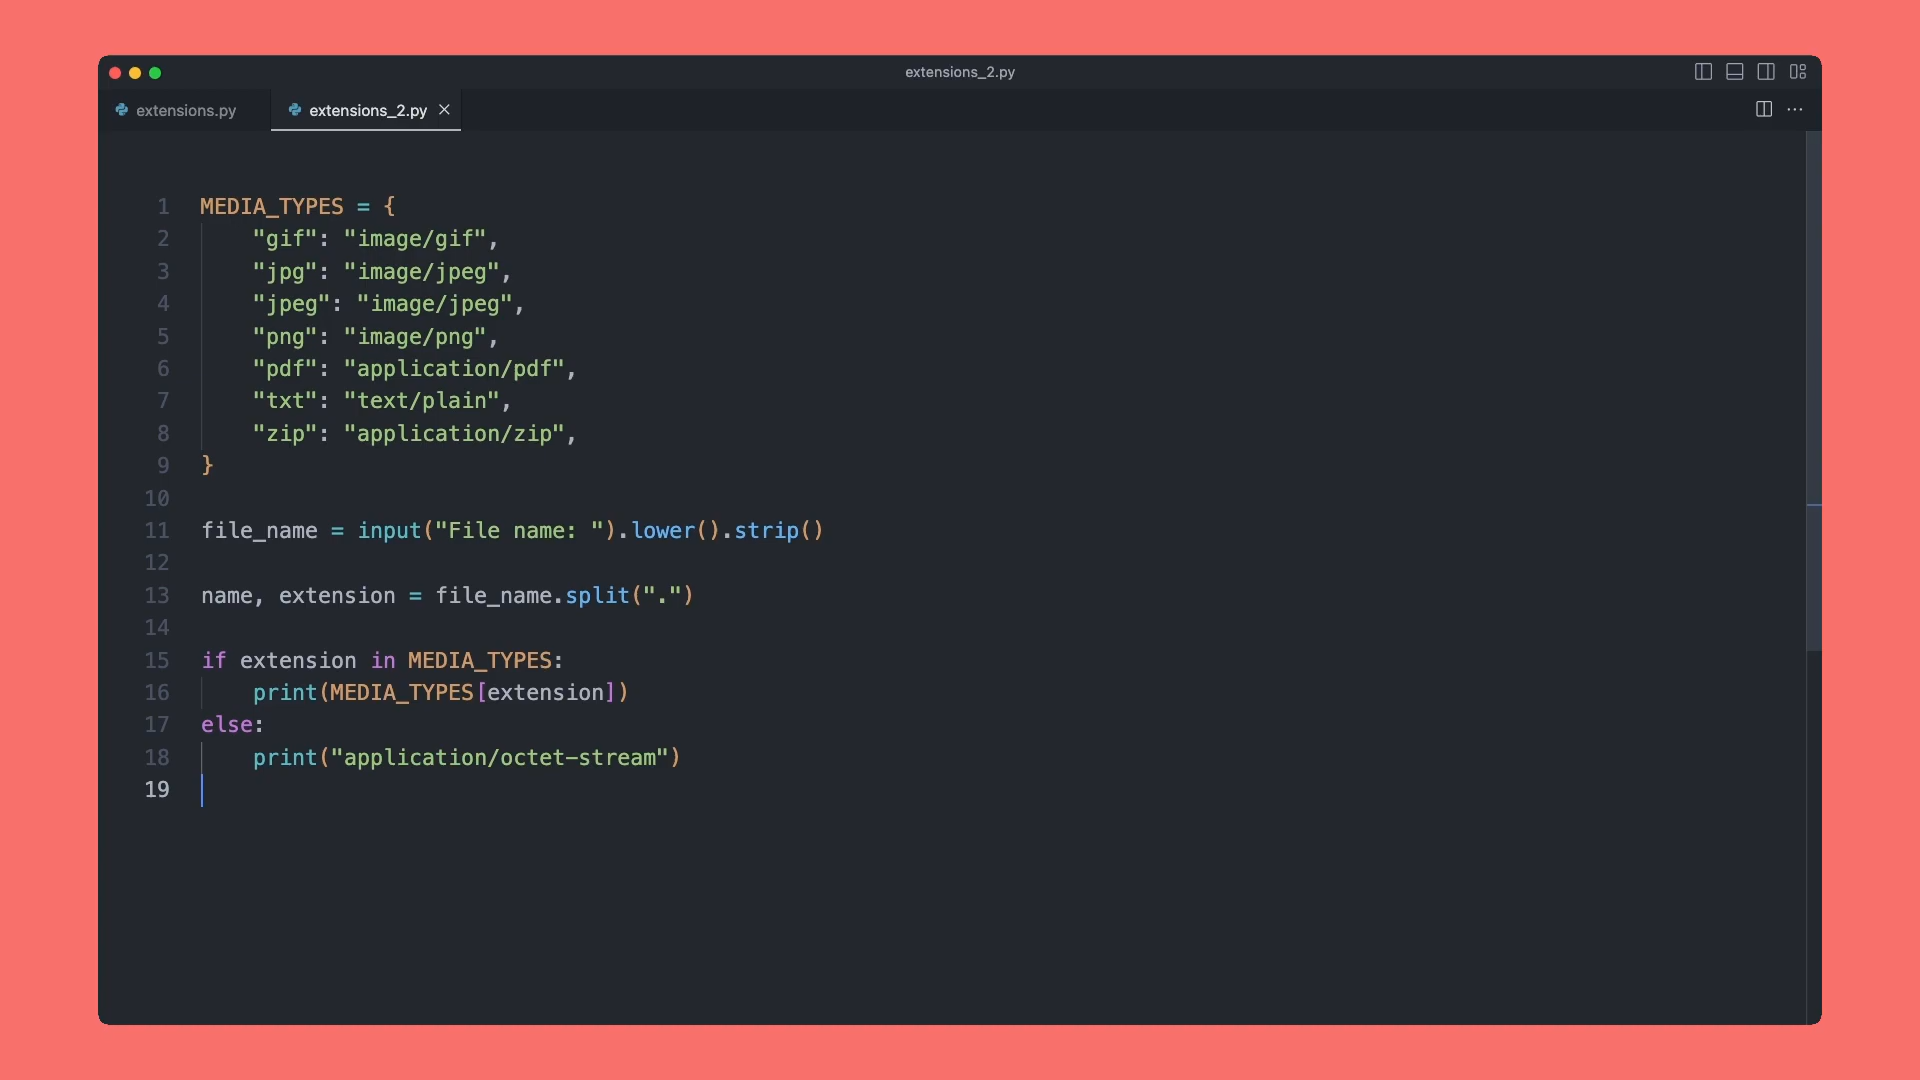 extensions_2.py
extensions.py
extensions_2.py
1 MEDIA_TYPES = {
2     "gif": "image/gif",
3     "jpg": "image/jpeg",
4     "jpeg": "image/jpeg",
5     "png": "image/png",
6     "pdf": "application/pdf",
7     "txt": "text/plain",
8     "zip": "application/zip",
9 }
10
11 file_name = input("File name: ").lower().strip()
12
13 name, extension = file_name.split(".")
14
15 if extension in MEDIA_TYPES:
16     print(MEDIA_TYPES[extension])
17 else:
18     print("application/octet-stream")
19